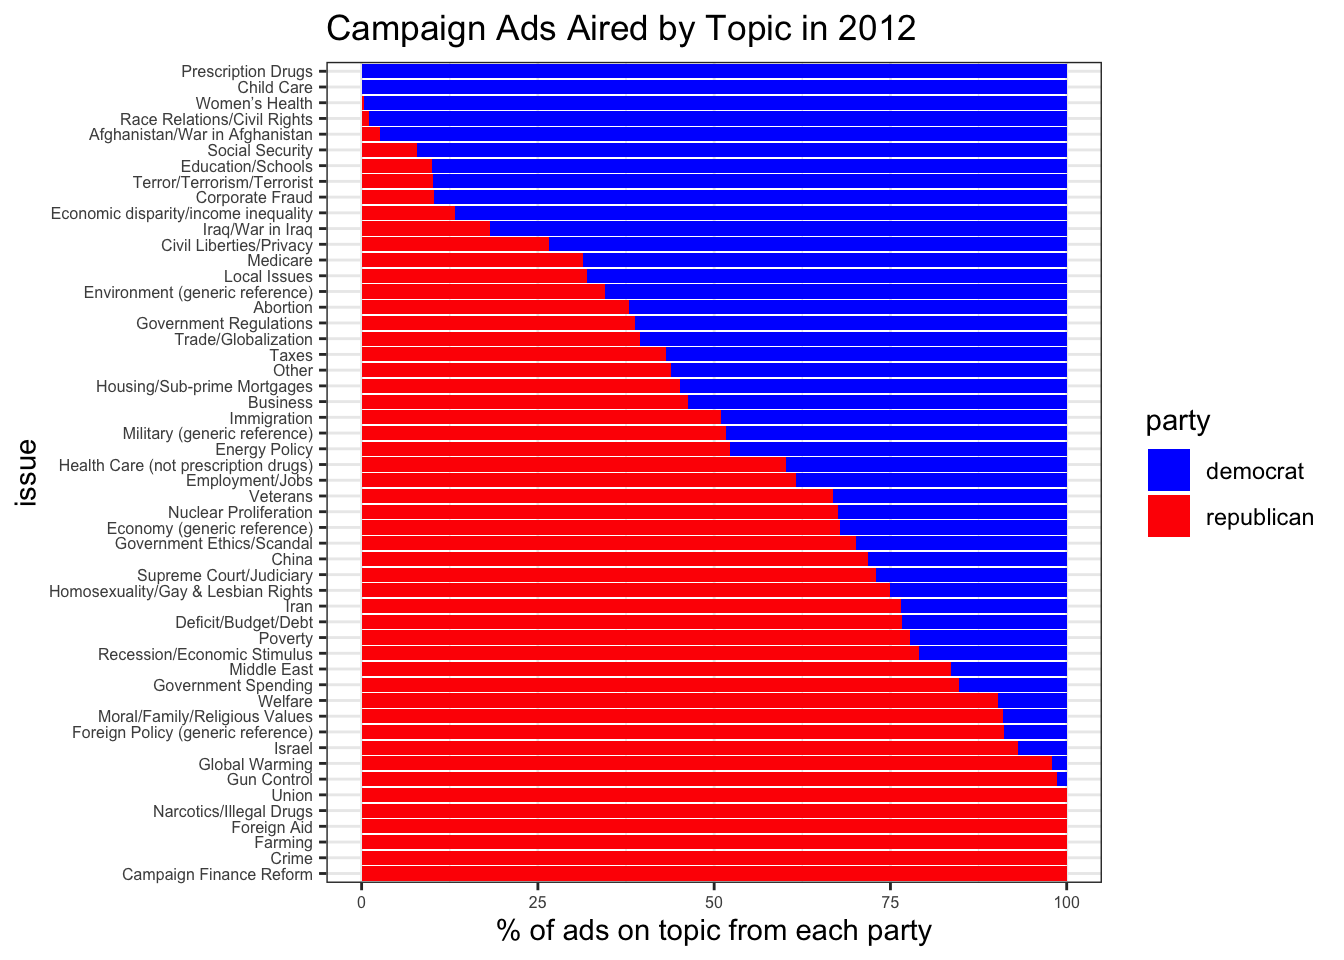 Campaign Ads Aired by Topic in 2012
Prescription Drugs
Child Care
Women's Health
Race Relations/Civil Rights
Afghanistan/War in Afghanistan
Social Security
Education/Schools
Terror/Terrorism/Terrorist
Corporate Fraud
Economic disparity/income inequality
Iraq/War in Iraq
Civil Liberties/Privacy
Medicare
Local Issues
Environment (generic reference)
Abortion
Government Regulations
Trade/Globalization
Taxes
Other
Housing/Sub-prime Mortgages
Business
Immigration
Military (generic reference)
Energy Policy
Health Care (not prescription drugs)
Employment/Jobs
Veterans
Nuclear Proliferation
Economy (generic reference)
Government Ethics/Scandal
China
Supreme Court/Judiciary
Homosexuality/Gay & Lesbian Rights
Iran
Deficit/Budget/Debt
Poverty
Recession/Economic Stimulus
Middle East
Government Spending
Welfare
Moral/Family/Religious Values
Foreign Policy (generic reference)
Israel
Global Warming
Gun Control
Union
Narcotics/Illegal Drugs
Foreign Aid
Farming
Crime
Campaign Finance Reform
issue
0 25 50 75 100
% of ads on topic from each party
party
democrat
republican